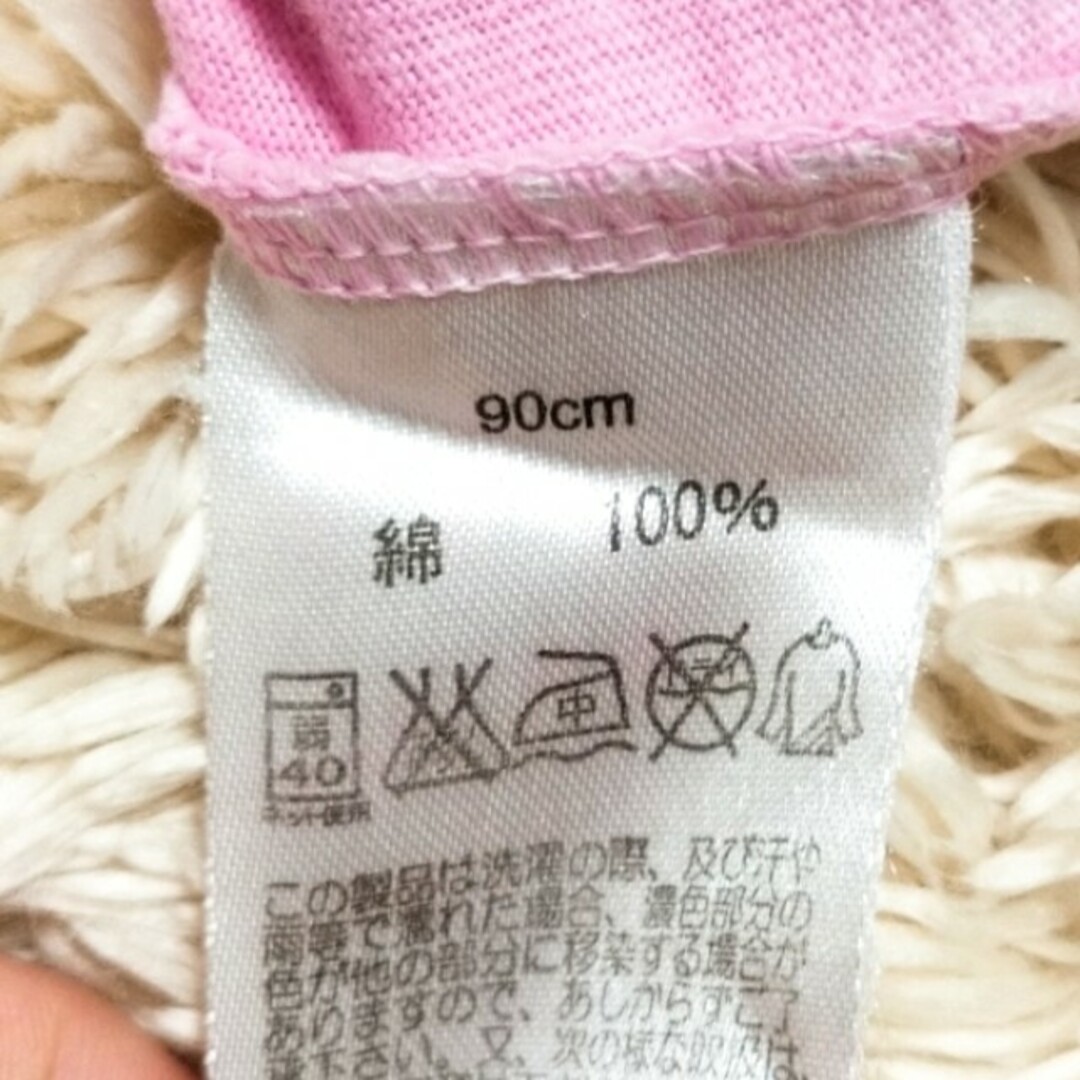 90cm
綿 100%
弱
40
中
ネット使用
この製品は洗濯の際、及び汗や
雨等で濡れた場合、濃色部分の
色が他の部分に移染する場合が
ありますので、あしからずご了
承下さい。又、次の様な